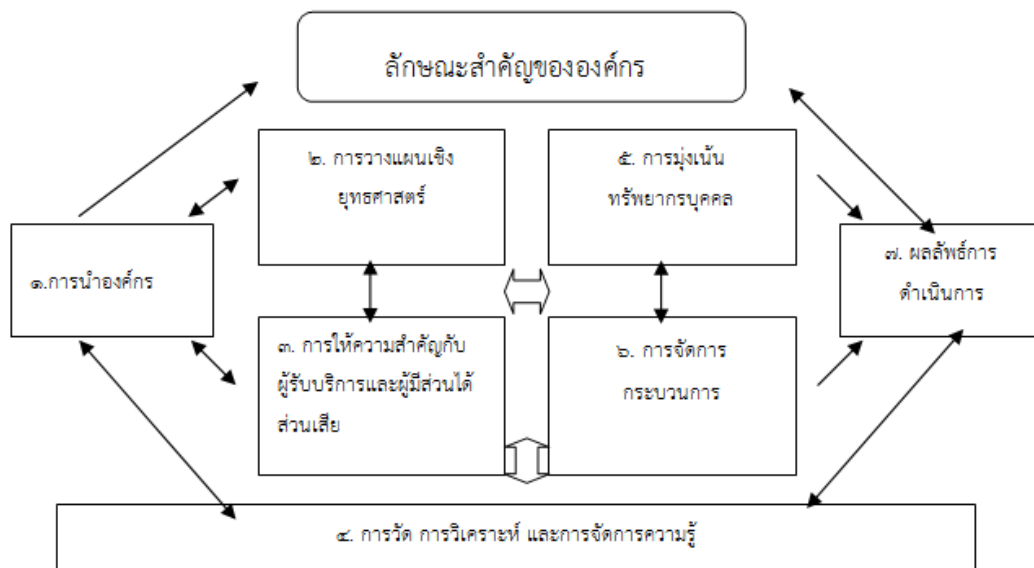 ลักษณะสำคัญขององค์กร
๒. การวางแผนเชิง
ยุทธศาสตร์
๕. การมุ่งเน้น
ทรัพยากรบุคคล
๑.การนำองค์กร
๗. ผลลัพธ์การ
ดำเนินการ
๓. การให้ความสำคัญกับ
ผู้รับบริการและผู้มีส่วนได้
ส่วนเสีย
๖. การจัดการ
กระบวนการ
๔. การวัด การวิเคราะห์ และการจัดการความรู้